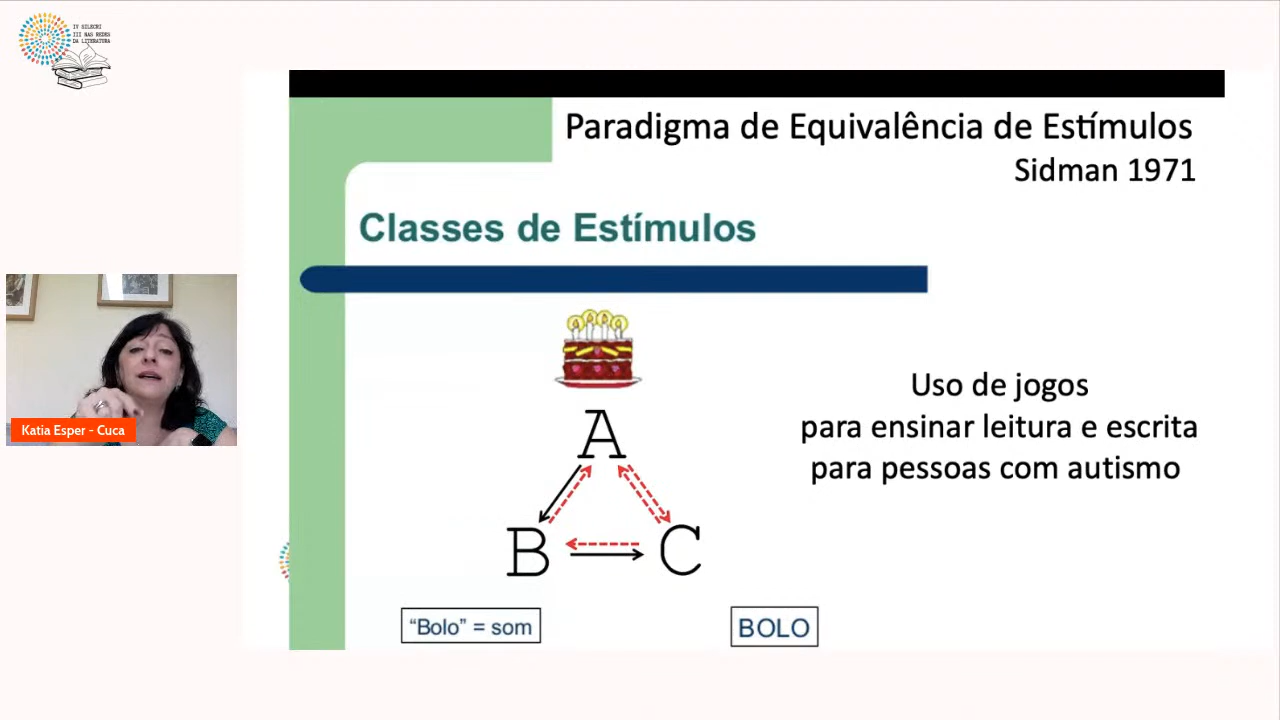 IV SILECRI
III NAS REDES
DA LITERATURA
Paradigma de Equivalência de Estímulos
Sidman 1971
Classes de Estímulos
A
Uso de jogos
para ensinar leitura e escrita
para pessoas com autismo
Katia Esper - Cuca
B C
“Bolo” = som
BOLO